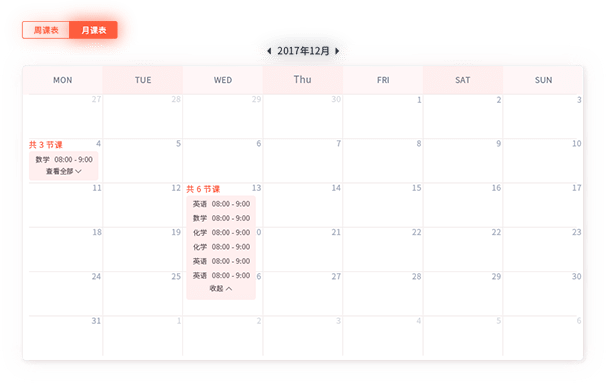 周课表 月课表
2017年12月
MON TUE WED Thu FRI SAT SUN
27 28 29 30 1 2 3
共 3 节课 4 5 6 7 8 9 10
数学 08:00 - 9:00
查看全部
11 12 共 6 节课 13 14 15 16 17
英语 08:00 - 9:00
数学 08:00 - 9:00
18 19 化学 08:00 - 9:00 0 21 22 22 23
化学 08:00 - 9:00
英语 08:00 - 9:00
24 25 英语 08:00 - 9:00 6 27 28 29 30
收起
31 1 2 3 4 5 6